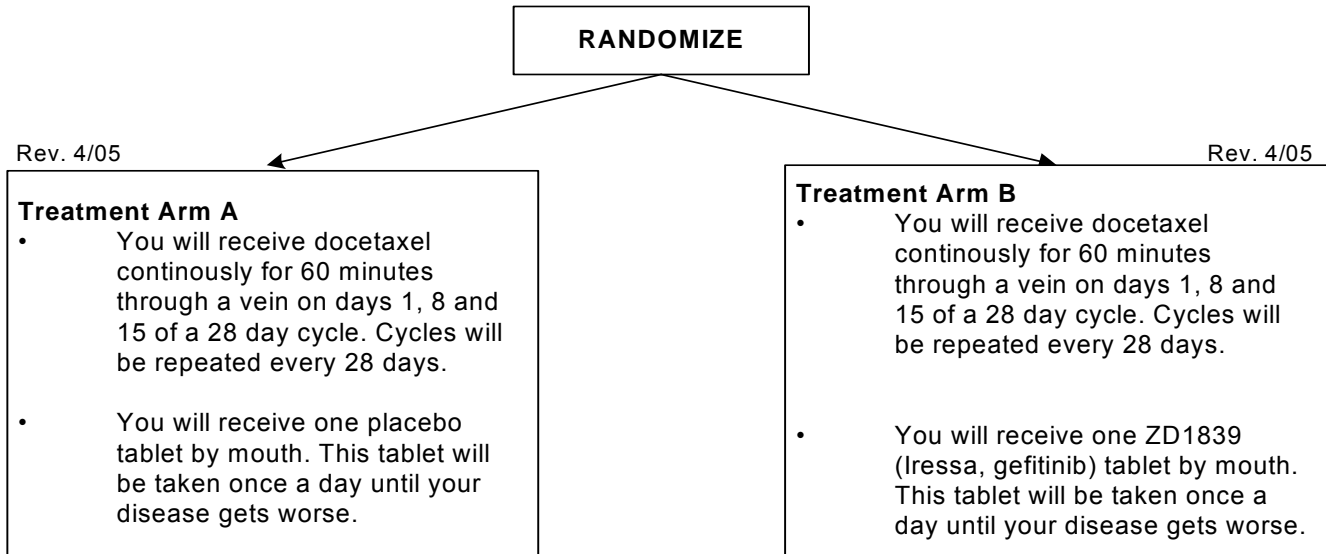 RANDOMIZE
Rev. 4/05
Treatment Arm A
• You will receive docetaxel
continously for 60 minutes
through a vein on days 1, 8 and
15 of a 28 day cycle. Cycles will
be repeated every 28 days.
• You will receive one placebo
tablet by mouth. This tablet will
be taken once a day until your
disease gets worse.
Rev. 4/05
Treatment Arm B
• You will receive docetaxel
continously for 60 minutes
through a vein on days 1, 8 and
15 of a 28 day cycle. Cycles will
be repeated every 28 days.
• You will receive one ZD1839
(Iressa, gefitinib) tablet by mouth.
This tablet will be taken once a
day until your disease gets worse.